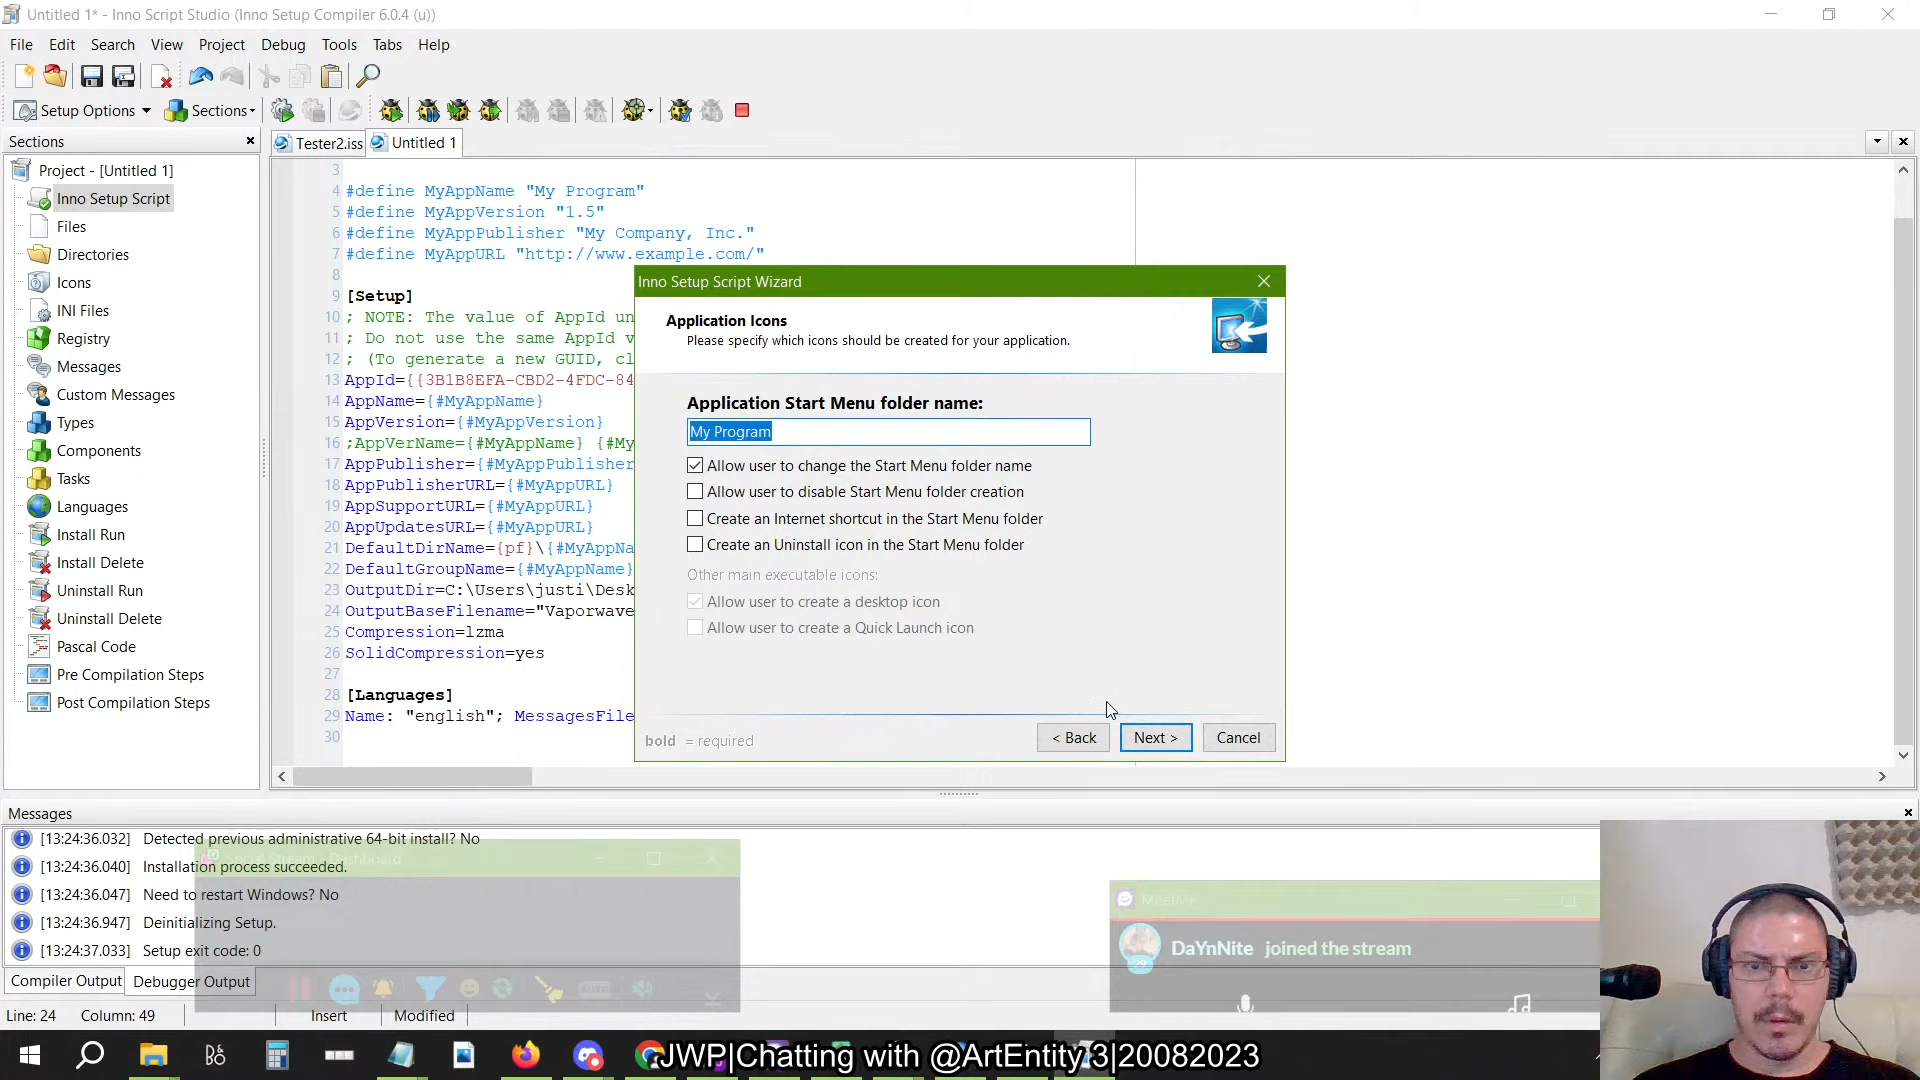 Untitled 1* - Inno Script Studio (Inno Setup Compiler 6.0.4 (u))
File Edit Search View Project Debug Tools Tabs Help
Setup Options Sections
Sections
Tester2.iss Untitled 1
Project - [Untitled 1]
Inno Setup Script
Files
Directories
Icons
INI Files
Registry
Messages
Custom Messages
Types
Components
Tasks
Languages
Install Run
Install Delete
Uninstall Run
Uninstall Delete
Pascal Code
Pre Compilation Steps
Post Compilation Steps
3
4 #define MyAppName "My Program"
5 #define MyAppVersion "1.5"
6 #define MyAppPublisher "My Company, Inc."
7 #define MyAppURL "http://www.example.com/"
8
9 [Setup]
10 ; NOTE: The value of AppId un
11 ; Do not use the same AppId v
12 ; (To generate a new GUID, cl
13 AppId={{3B1B8EFA-CBD2-4FDC-84
14 AppName={#MyAppName}
15 AppVersion={#MyAppVersion}
16 ;AppVerName={#MyAppName} {#My
17 AppPublisher={#MyAppPublisher
18 AppPublisherURL={#MyAppURL}
19 AppSupportURL={#MyAppURL}
20 AppUpdatesURL={#MyAppURL}
21 DefaultDirName={pf}\{#MyAppNa
22 DefaultGroupName={#MyAppName}
23 OutputDir=C:\Users\justi\Desk
24 OutputBaseFilename="Vaporwave
25 Compression=lzma
26 SolidCompression=yes
27
28 [Languages]
29 Name: "english"; MessagesFile
30
Inno Setup Script Wizard
Application Icons
Please specify which icons should be created for your application.
Application Start Menu folder name:
My Program
Allow user to change the Start Menu folder name
Allow user to disable Start Menu folder creation
Create an Internet shortcut in the Start Menu folder
Create an Uninstall icon in the Start Menu folder
Other main executable icons:
Allow user to create a desktop icon
Allow user to create a Quick Launch icon
bold = required
< Back Next > Cancel
Messages
[13:24:36.032] Detected previous administrative 64-bit install? No
[13:24:36.040] Installation process succeeded.
[13:24:36.047] Need to restart Windows? No
[13:24:36.947] Deinitializing Setup.
[13:24:37.033] Setup exit code: 0
AUTO
MeetMe
DaYnNite joined the stream
29
Compiler Output Debugger Output
Line: 24 Column: 49 Insert Modified
JWP|Chatting with @ArtEntity 3|20082023